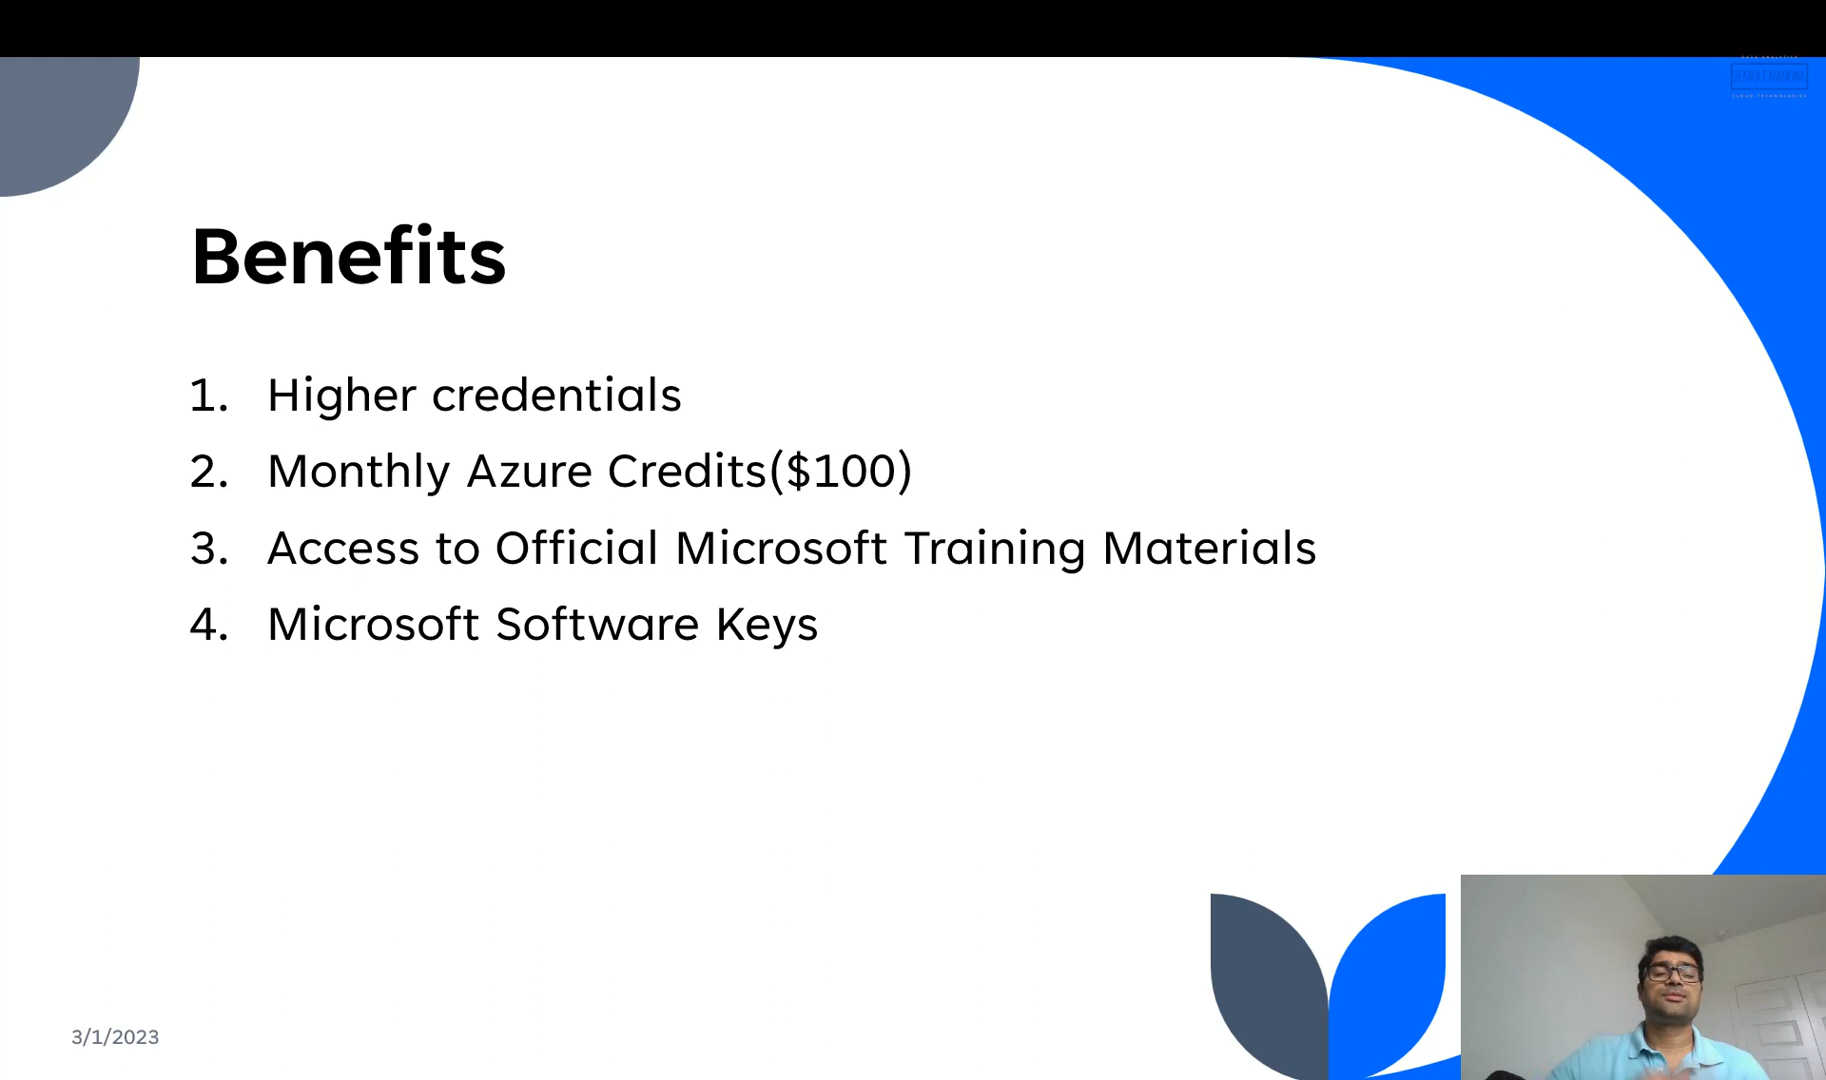 Benefits
1. Higher credentials
2. Monthly Azure Credits($100)
3. Access to Official Microsoft Training Materials
4. Microsoft Software Keys
3/1/2023